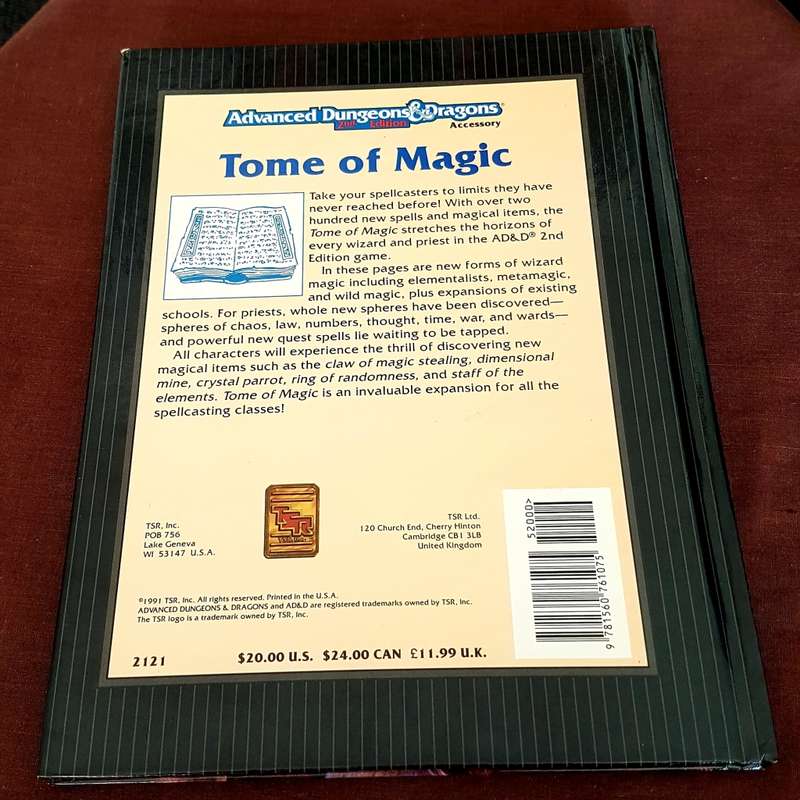 Advanced Dungeons & Dragons®
2nd Edition
Accessory
Tome of Magic
Take your spellcasters to limits they have
never reached before! With over two
hundred new spells and magical items, the
Tome of Magic stretches the horizons of
every wizard and priest in the AD&D® 2nd
Edition game.
In these pages are new forms of wizard
magic including elementalists, metamagic,
and wild magic, plus expansions of existing
schools. For priests, whole new spheres have been discovered—
spheres of chaos, law, numbers, thought, time, war, and wards—
and powerful new quest spells lie waiting to be tapped.
All characters will experience the thrill of discovering new
magical items such as the claw of magic stealing, dimensional
mine, crystal parrot, ring of randomness, and staff of the
elements. Tome of Magic is an invaluable expansion for all the
spellcasting classes!
TSR, Inc.
POB 756
Lake Geneva
WI 53147 U.S.A.
TSR
TSR Ltd.
120 Church End, Cherry Hinton
Cambridge CB1 3LB
United Kingdom
52000>
9 781560 761075
©1991 TSR, Inc. All rights reserved. Printed in the U.S.A.
ADVANCED DUNGEONS & DRAGONS and AD&D are registered trademarks owned by TSR, Inc.
The TSR logo is a trademark owned by TSR, Inc.
2121
$20.00 U.S. $24.00 CAN £11.99 U.K.